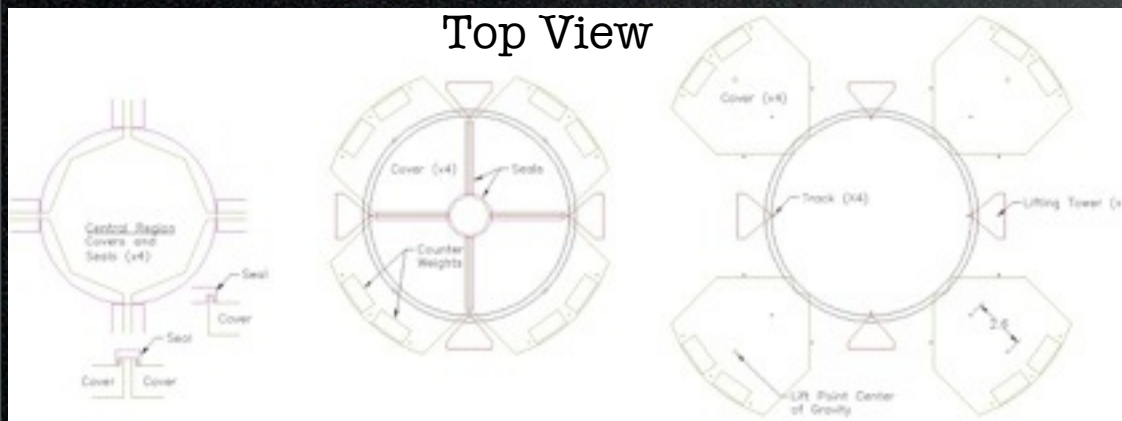 Top View
Central Region
Covers and
Seals (x4)
Seal
Cover
Seal
Cover
Cover
Cover (x4)
Seals
Counter
Weights
Cover (x4)
Track (X4)
Lifting Tower (x
2.6
Lift Point Center
of Gravity